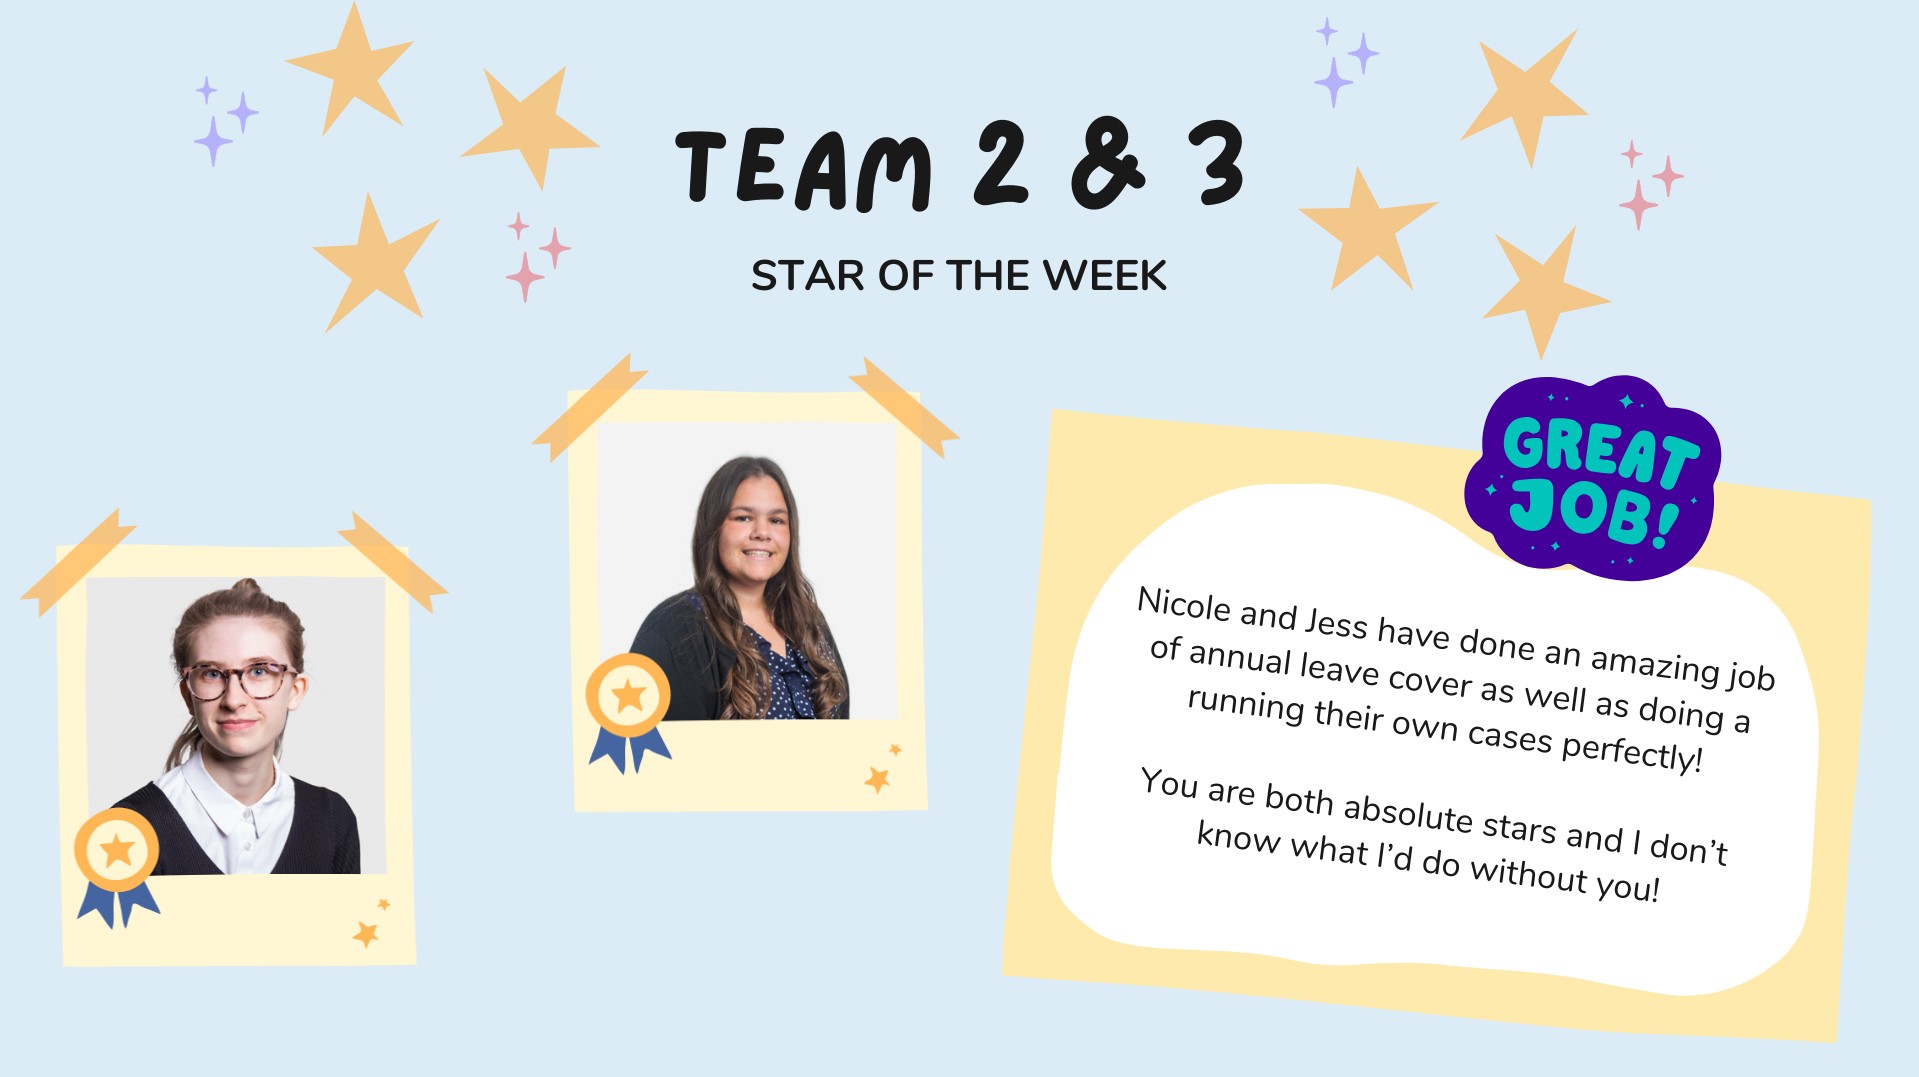 TEAM 2 & 3
STAR OF THE WEEK
GREAT
JOB!
Nicole and Jess have done an amazing job
of annual leave cover as well as doing a
running their own cases perfectly!
You are both absolute stars and I don't
know what I'd do without you!